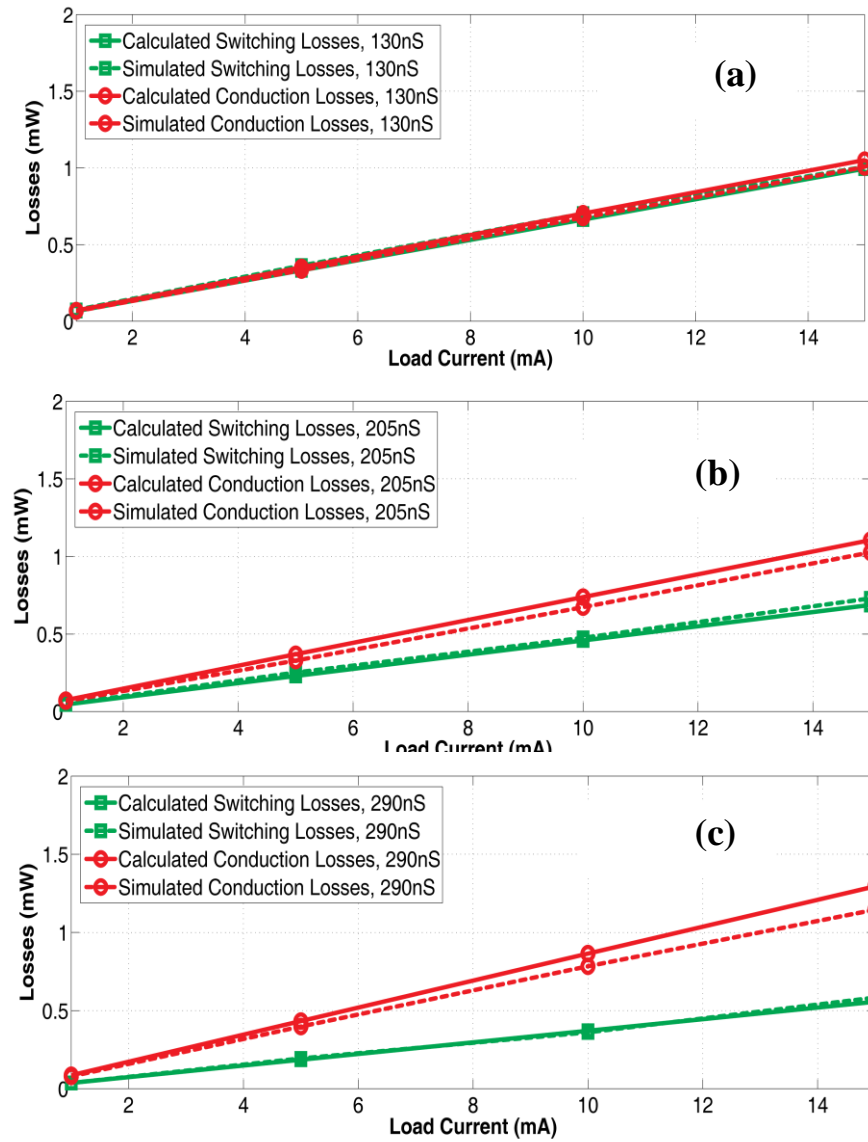 2
Calculated Switching Losses, 130nS
Simulated Switching Losses, 130nS
Calculated Conduction Losses, 130nS
Simulated Conduction Losses, 130nS
(a)
1.5
1
0.5
0
Losses (mW)
2 4 6 8 10 12 14
Load Current (mA)
2
Calculated Switching Losses, 205nS
Simulated Switching Losses, 205nS
Calculated Conduction Losses, 205nS
Simulated Conduction Losses, 205nS
(b)
1.5
1
0.5
0
Losses (mW)
2 4 6 8 10 12 14
Load Current (mA)
2
Calculated Switching Losses, 290nS
Simulated Switching Losses, 290nS
Calculated Conduction Losses, 290nS
Simulated Conduction Losses, 290nS
(c)
1.5
1
0.5
0
Losses (mW)
2 4 6 8 10 12 14
Load Current (mA)